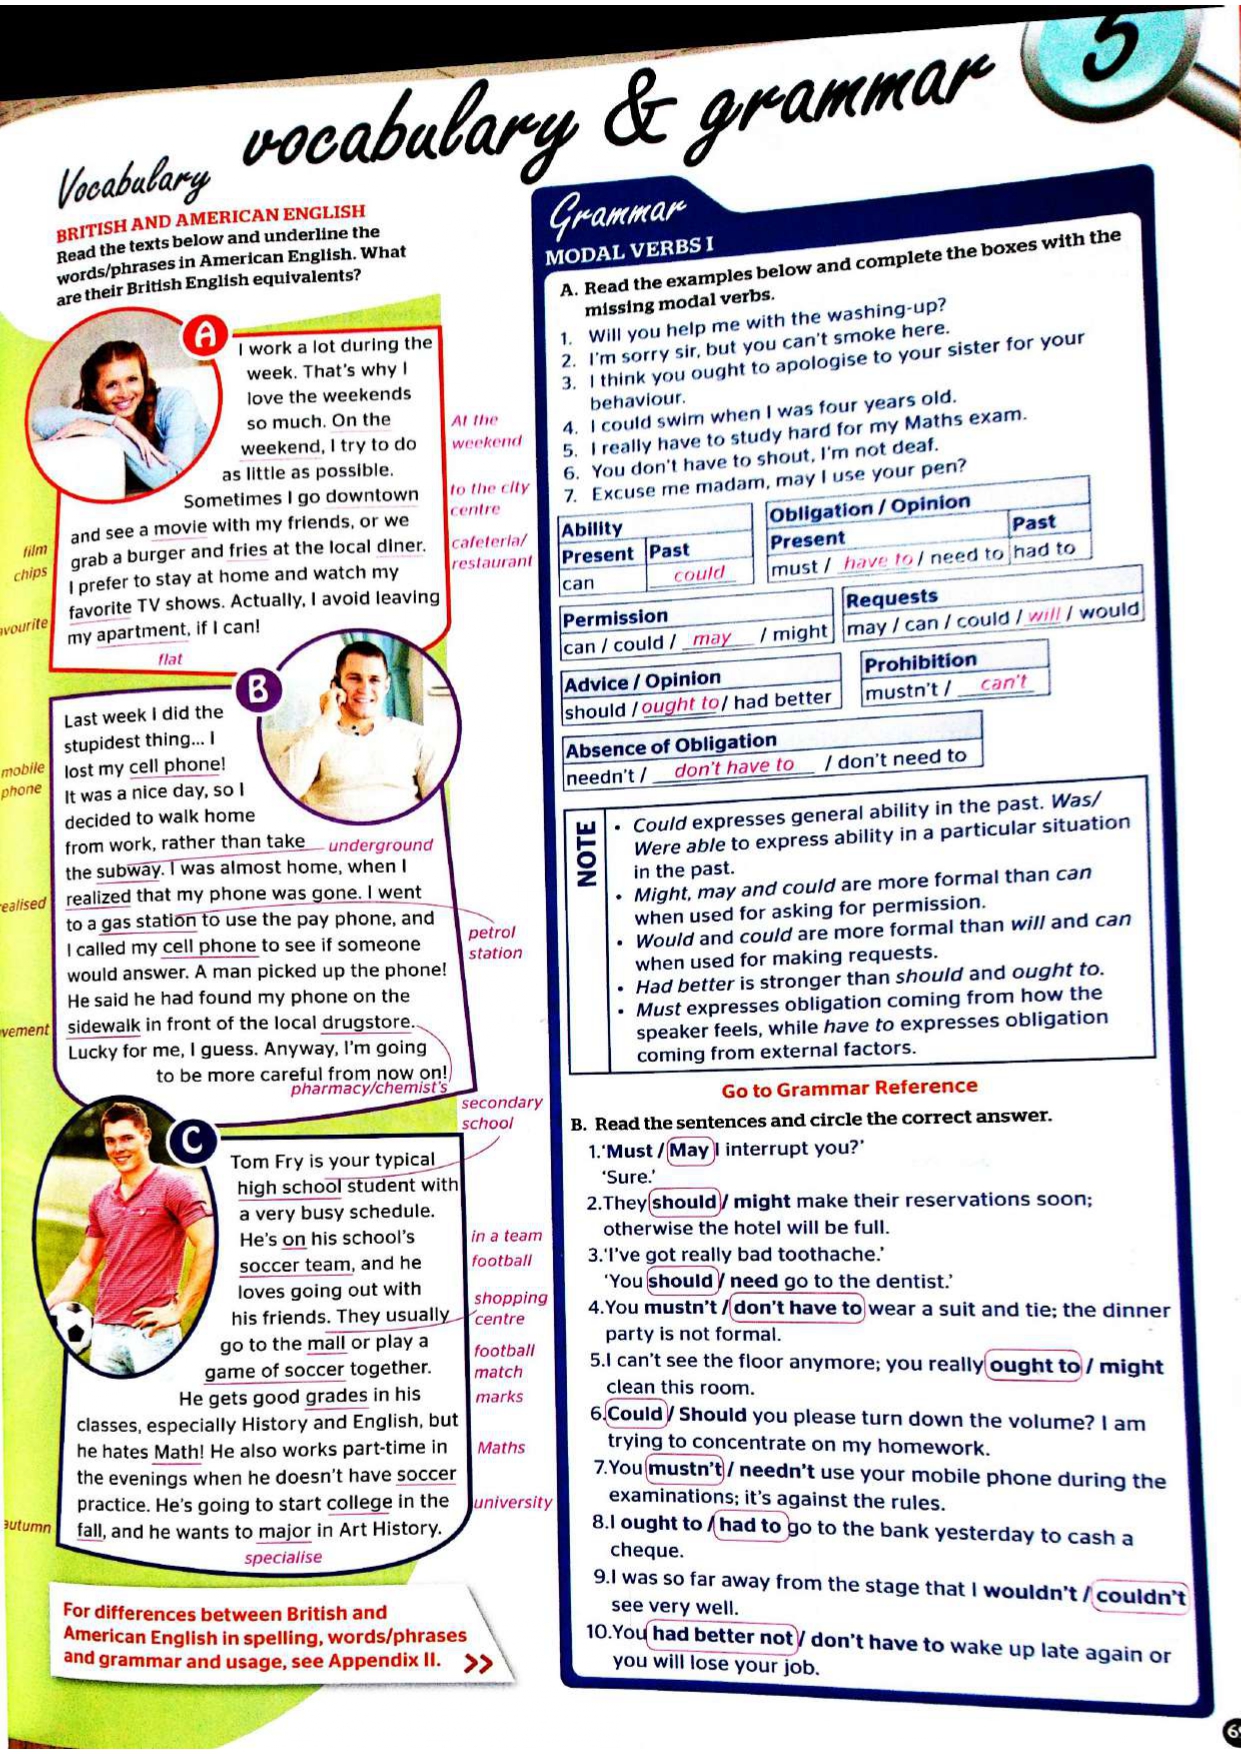 5
vocabulary & grammar
Vocabulary
BRITISH AND AMERICAN ENGLISH
Read the texts below and underline the
words/phrases in American English. What
are their British English equivalents?
A
I work a lot during the
week. That's why I
love the weekends
so much. On the
weekend, I try to do
as little as possible.
Sometimes I go downtown
and see a movie with my friends, or we
grab a burger and fries at the local diner.
I prefer to stay at home and watch my
favorite TV shows. Actually, I avoid leaving
my apartment, if I can!
At the
weekend
to the city
centre
cafeteria/
restaurant
film
chips
flat
B
Last week I did the
stupidest thing... I
lost my cell phone!
It was a nice day, so I
decided to walk home
from work, rather than take
the subway. I was almost home, when I
realized that my phone was gone. I went
to a gas station to use the pay phone, and
I called my cell phone to see if someone
would answer. A man picked up the phone!
He said he had found my phone on the
sidewalk in front of the local drugstore.
Lucky for me, I guess. Anyway, I'm going
to be more careful from now on!
mobile
phone
underground
ealised
petrol
station
vement
pharmacy/chemist's
secondary
school
C
Tom Fry is your typical
high school student with
a very busy schedule.
He's on his school's
soccer team, and he
loves going out with
his friends. They usually
go to the mall or play a
game of soccer together.
He gets good grades in his
classes, especially History and English, but
he hates Math! He also works part-time in
the evenings when he doesn't have soccer
practice. He's going to start college in the
fall, and he wants to major in Art History.
in a team
football
shopping
centre
football
match
marks
Maths
university
autumn
specialise
For differences between British and
American English in spelling, words/phrases
and grammar and usage, see Appendix II. >>
Grammar
MODAL VERBS I
A. Read the examples below and complete the boxes with the
missing modal verbs.
1. Will you help me with the washing-up?
2. I'm sorry sir, but you can't smoke here.
3. I think you ought to apologise to your sister for your
behaviour.
4. I could swim when I was four years old.
5. I really have to study hard for my Maths exam.
6. You don't have to shout, I'm not deaf.
7. Excuse me madam, may I use your pen?
Ability
Present Past
can could
Obligation / Opinion
Present Past
must / have to / need to had to
Permission
can / could / may / might
Requests
may / can / could / will / would
Advice / Opinion
should / ought to / had better
Prohibition
mustn't / can't
Absence of Obligation
needn't / don't have to / don't need to
NOTE
• Could expresses general ability in the past. Was/
Were able to express ability in a particular situation
in the past.
• Might, may and could are more formal than can
when used for asking for permission.
• Would and could are more formal than will and can
when used for making requests.
• Had better is stronger than should and ought to.
• Must expresses obligation coming from how the
speaker feels, while have to expresses obligation
coming from external factors.
Go to Grammar Reference
B. Read the sentences and circle the correct answer.
1.'Must / May I interrupt you?'
'Sure.'
2.They should / might make their reservations soon;
otherwise the hotel will be full.
3.'I've got really bad toothache.'
'You should / need go to the dentist.'
4.You mustn't / don't have to wear a suit and tie; the dinner
party is not formal.
5.I can't see the floor anymore; you really ought to / might
clean this room.
6.Could / Should you please turn down the volume? I am
trying to concentrate on my homework.
7.You mustn't / needn't use your mobile phone during the
examinations; it's against the rules.
8.I ought to / had to go to the bank yesterday to cash a
cheque.
9.I was so far away from the stage that I wouldn't / couldn't
see very well.
10.You had better not / don't have to wake up late again or
you will lose your job.